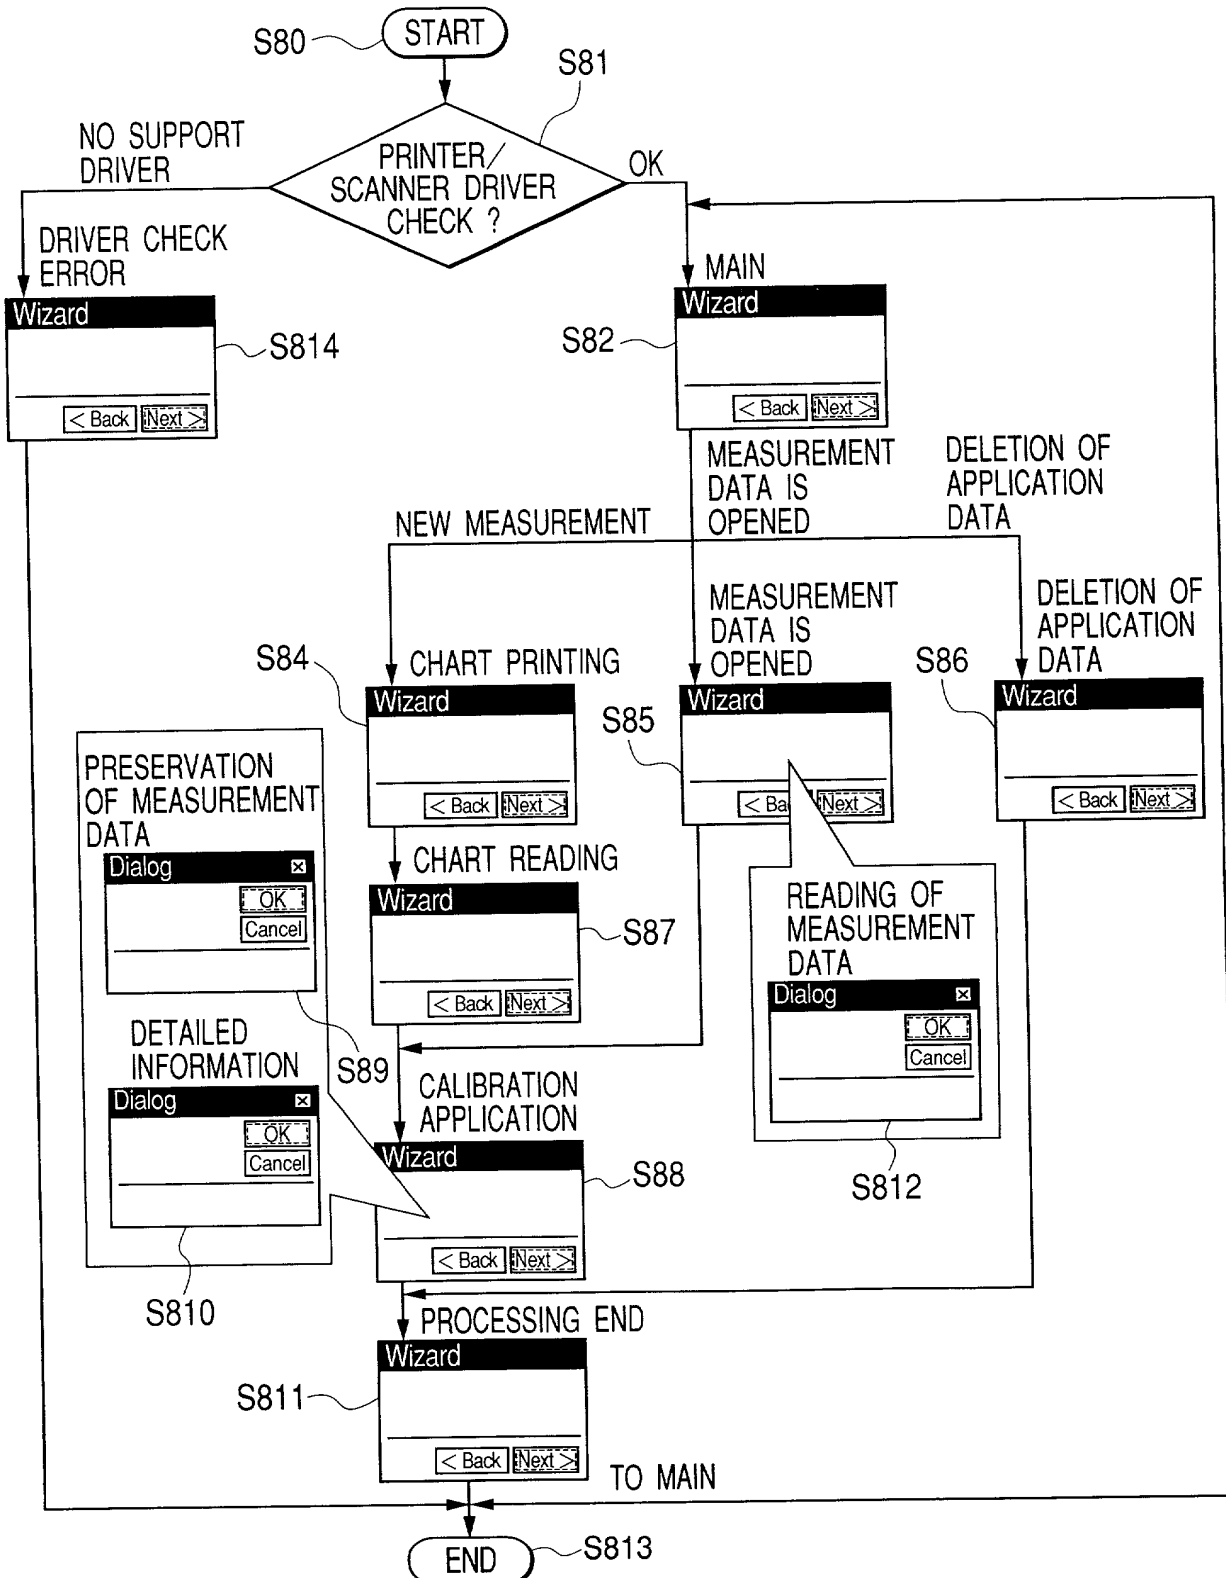 S80
START
S81
NO SUPPORT
DRIVER
PRINTER/
SCANNER DRIVER
CHECK ?
OK
DRIVER CHECK
ERROR
Wizard
S814
< Back
Next >
MAIN
Wizard
S82
< Back
Next >
MEASUREMENT
DATA IS
OPENED
DELETION OF
APPLICATION
DATA
NEW MEASUREMENT
S84
CHART PRINTING
Wizard
< Back
Next >
MEASUREMENT
DATA IS
OPENED
S85
Wizard
< Ba
Next >
DELETION OF
APPLICATION
DATA
S86
Wizard
< Back
Next >
PRESERVATION
OF MEASUREMENT
DATA
Dialog
OK
Cancel
S89
CHART READING
Wizard
S87
< Back
Next >
READING OF
MEASUREMENT
DATA
Dialog
OK
Cancel
S812
DETAILED
INFORMATION
Dialog
OK
Cancel
S810
CALIBRATION
APPLICATION
Wizard
S88
< Back
Next >
PROCESSING END
Wizard
S811
< Back
Next >
TO MAIN
END
S813